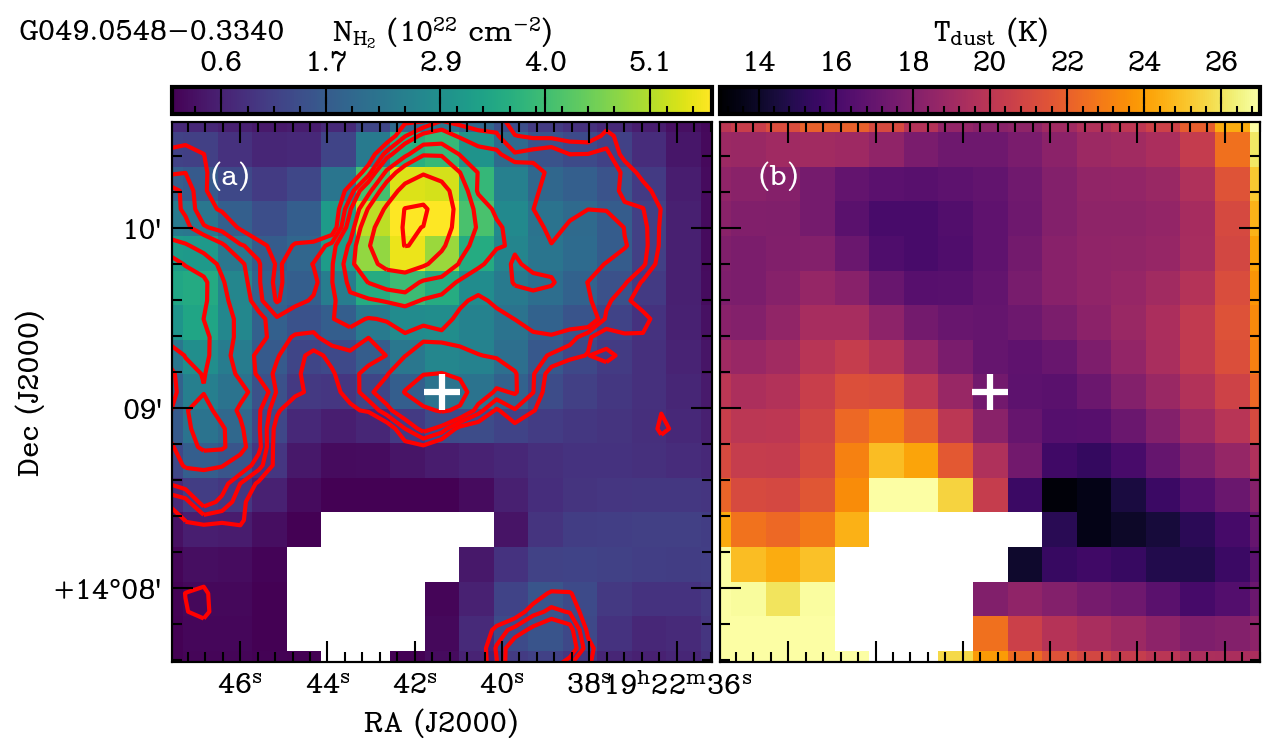 G049.0548−0.3340 N_H₂ (10²² cm⁻²) T_dust (K)
0.6 1.7 2.9 4.0 5.1 14 16 18 20 22 24 26
(a) (b)
10'
09'
+14°08'
Dec (J2000)
46ˢ 44ˢ 42ˢ 40ˢ 38ˢ 19ʰ22ᵐ36ˢ
RA (J2000)